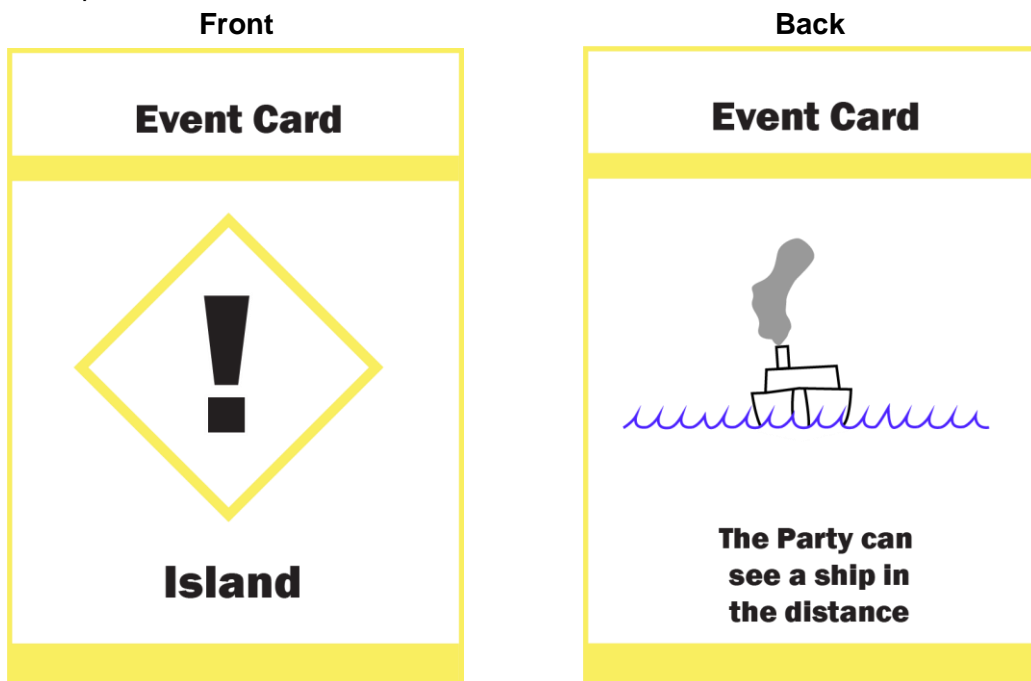 Front
Back
Event Card
!
Island
Event Card
The Party can
see a ship in
the distance